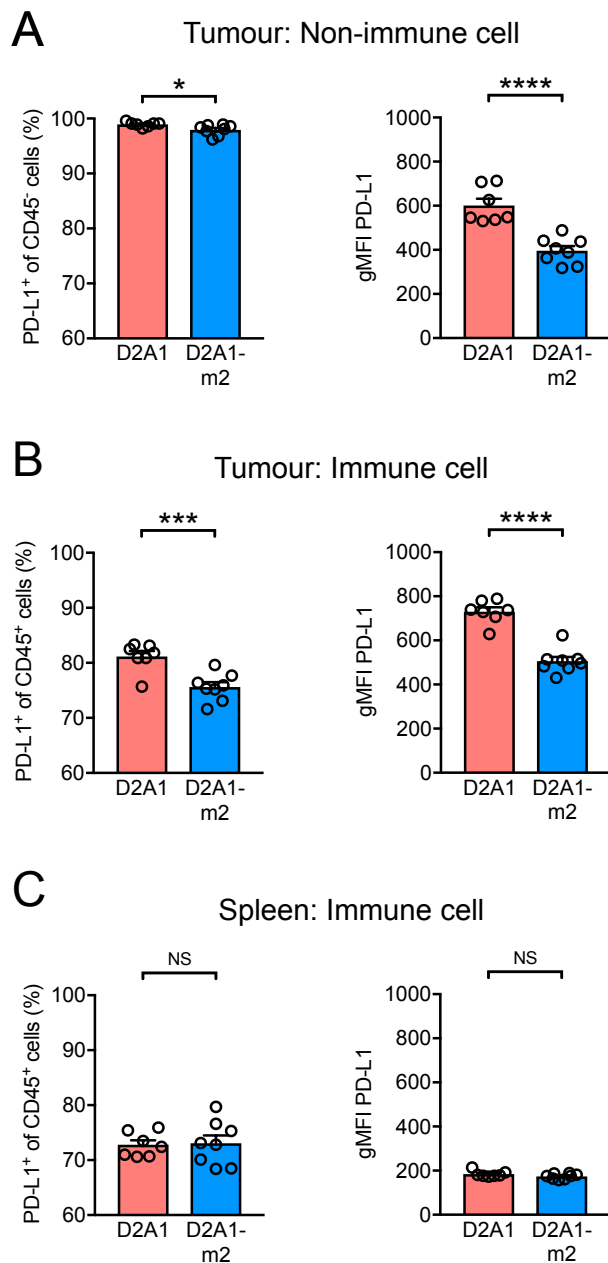 A
Tumour: Non-immune cell
PD-L1⁺ of CD45⁻ cells (%)
100
90
80
70
60
*
D2A1
D2A1-
m2
gMFI PD-L1
1000
800
600
400
200
0
****
D2A1
D2A1-
m2
B
Tumour: Immune cell
PD-L1⁺ of CD45⁺ cells (%)
100
90
80
70
60
***
D2A1
D2A1-
m2
gMFI PD-L1
1000
800
600
400
200
0
****
D2A1
D2A1-
m2
C
Spleen: Immune cell
PD-L1⁺ of CD45⁺ cells (%)
100
90
80
70
60
NS
D2A1
D2A1-
m2
gMFI PD-L1
1000
800
600
400
200
0
NS
D2A1
D2A1-
m2